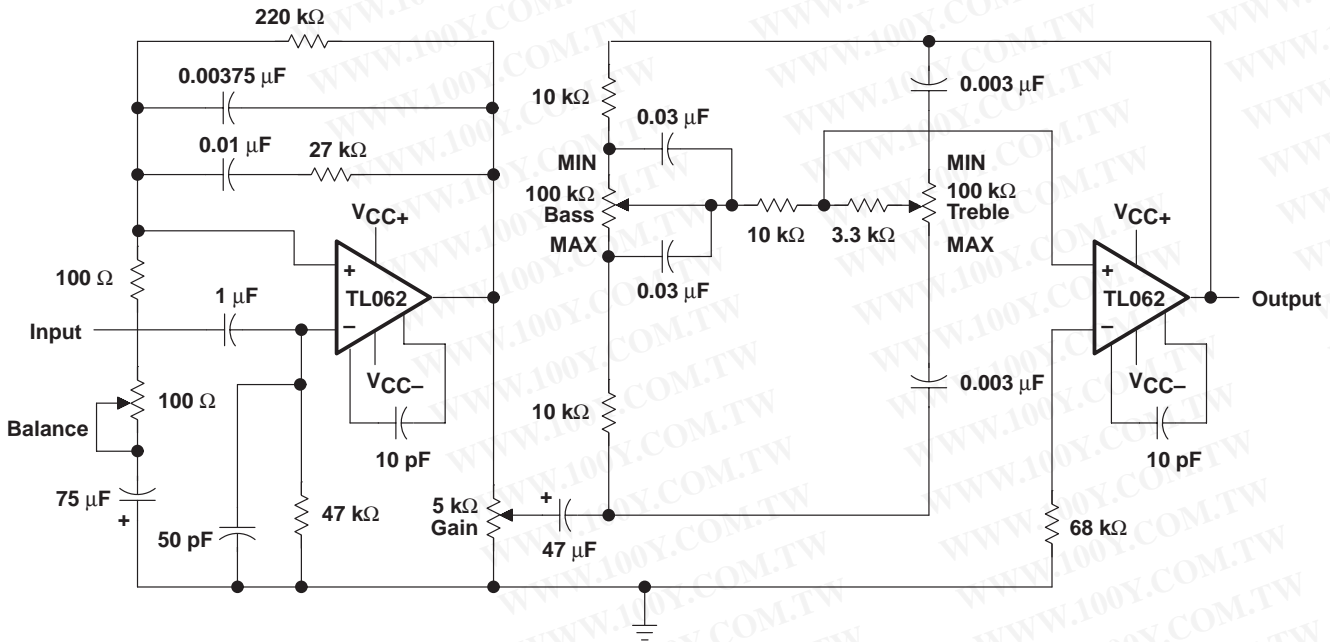 220 kΩ
0.00375 μF
0.01 μF
27 kΩ
VCC+
100 Ω
1 μF
+
TL062
−
Input
VCC−
100 Ω
Balance
10 pF
75 μF
+
50 pF
47 kΩ
5 kΩ
Gain
+
47 μF
10 kΩ
0.03 μF
MIN
100 kΩ
Bass
MAX
0.03 μF
10 kΩ
3.3 kΩ
10 kΩ
0.003 μF
MIN
100 kΩ
Treble
MAX
0.003 μF
VCC+
+
TL062
−
Output
VCC−
10 pF
68 kΩ
WWW.100Y.COM.TW